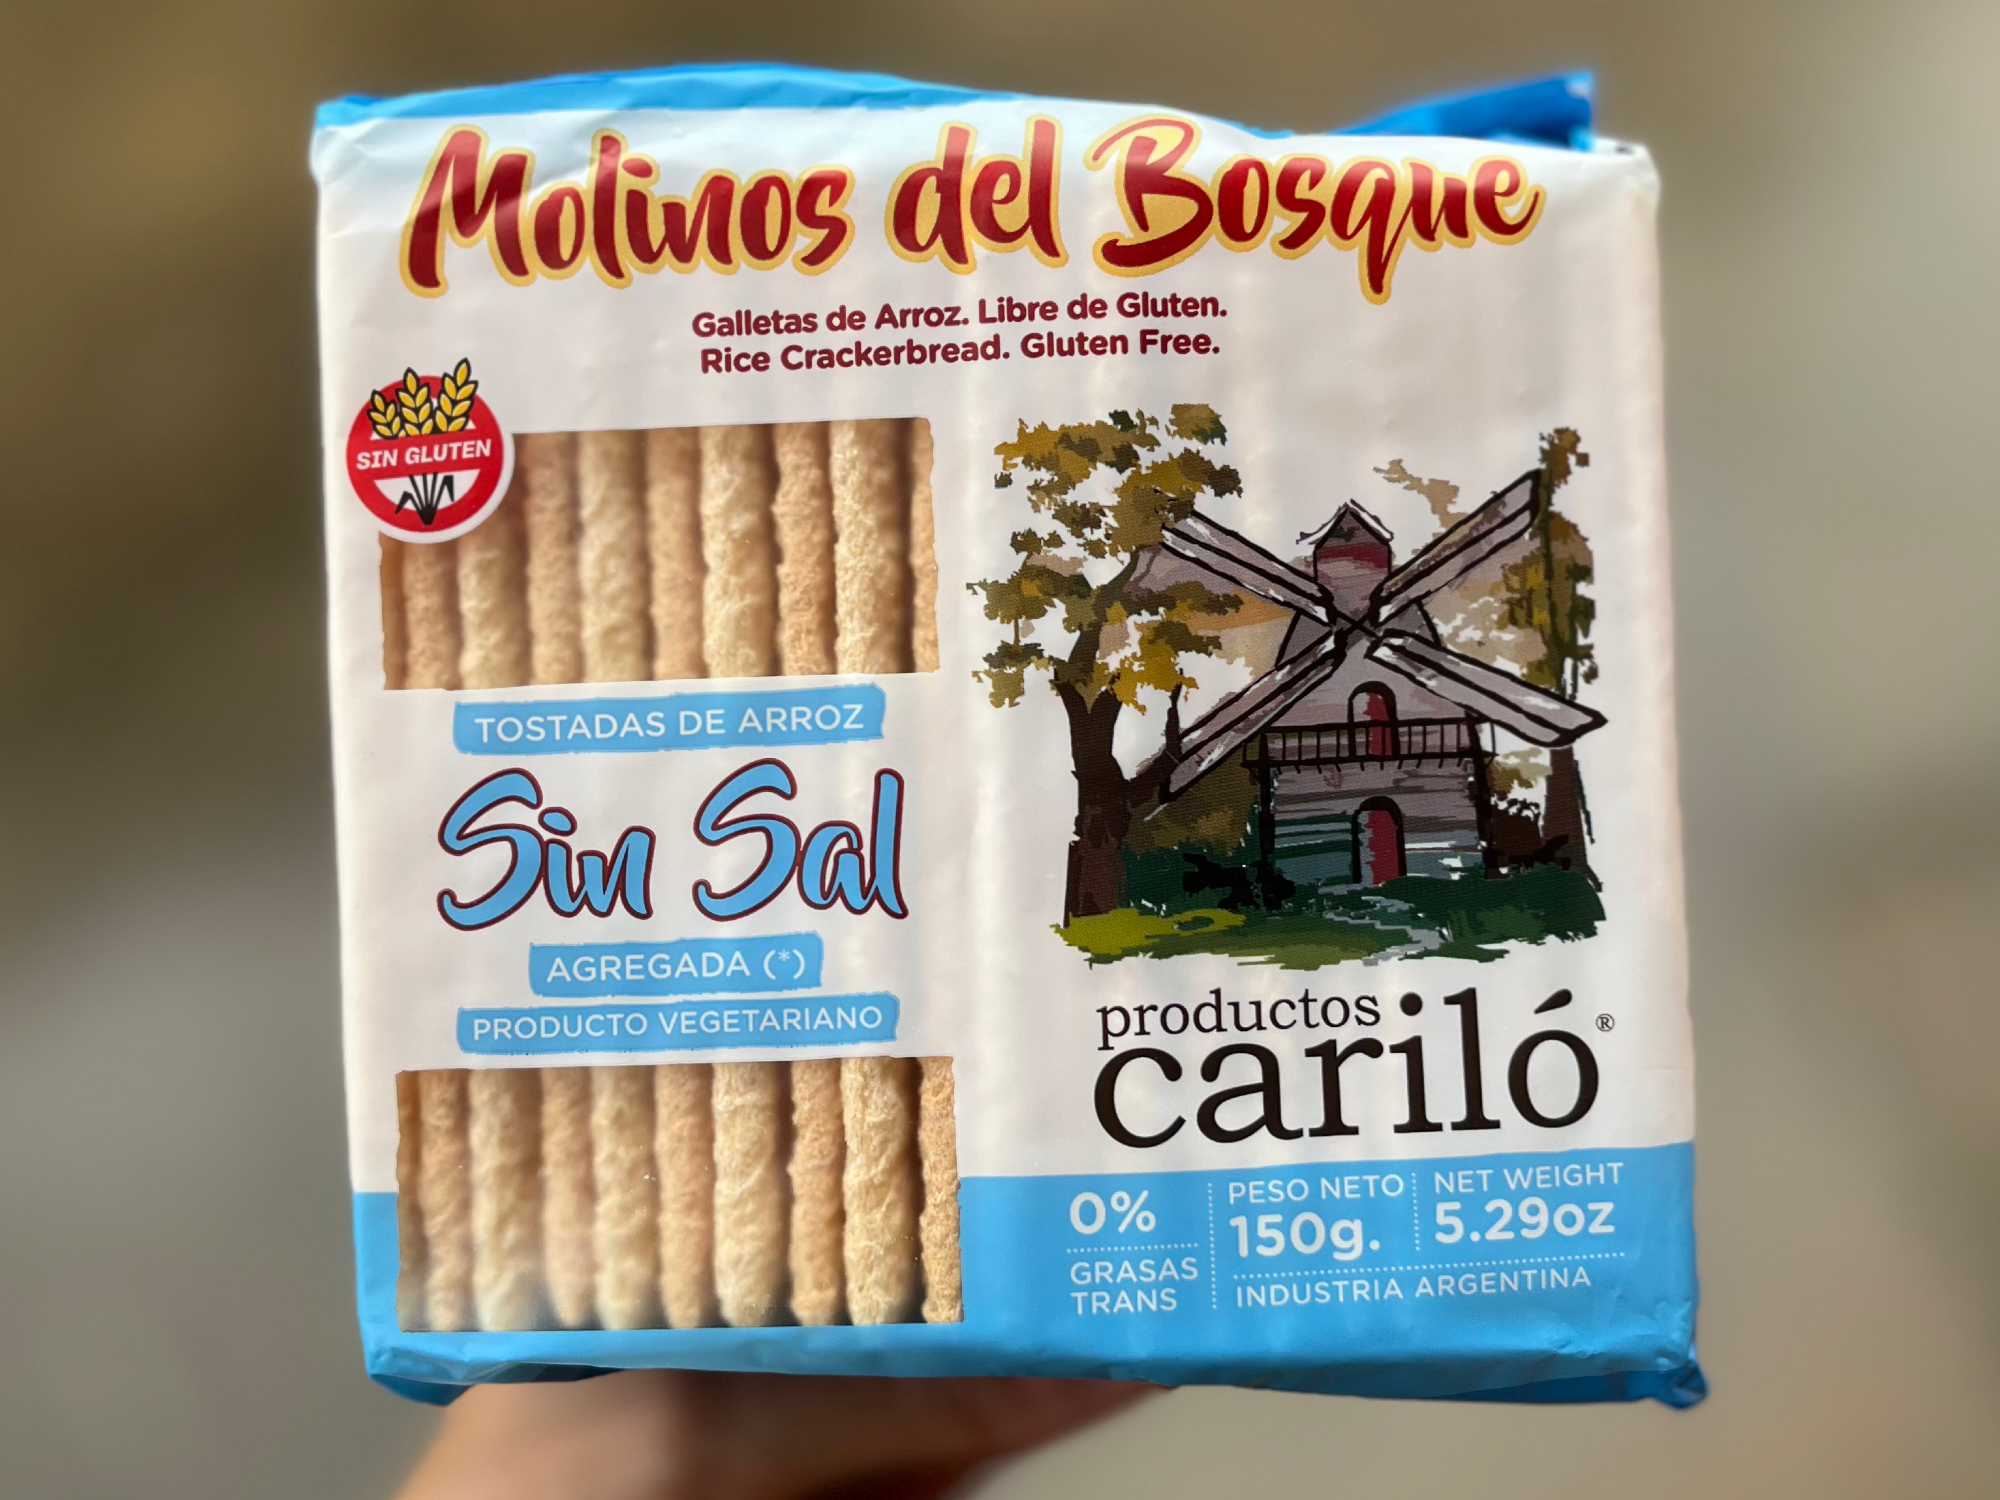 Molinos del Bosque
Galletas de Arroz. Libre de Gluten.
Rice Crackerbread. Gluten Free.
SIN GLUTEN
TOSTADAS DE ARROZ
Sin Sal
AGREGADA (*)
PRODUCTO VEGETARIANO
productos
cariló®
0%
GRASAS
TRANS
PESO NETO
150g.
NET WEIGHT
5.29oz
INDUSTRIA ARGENTINA